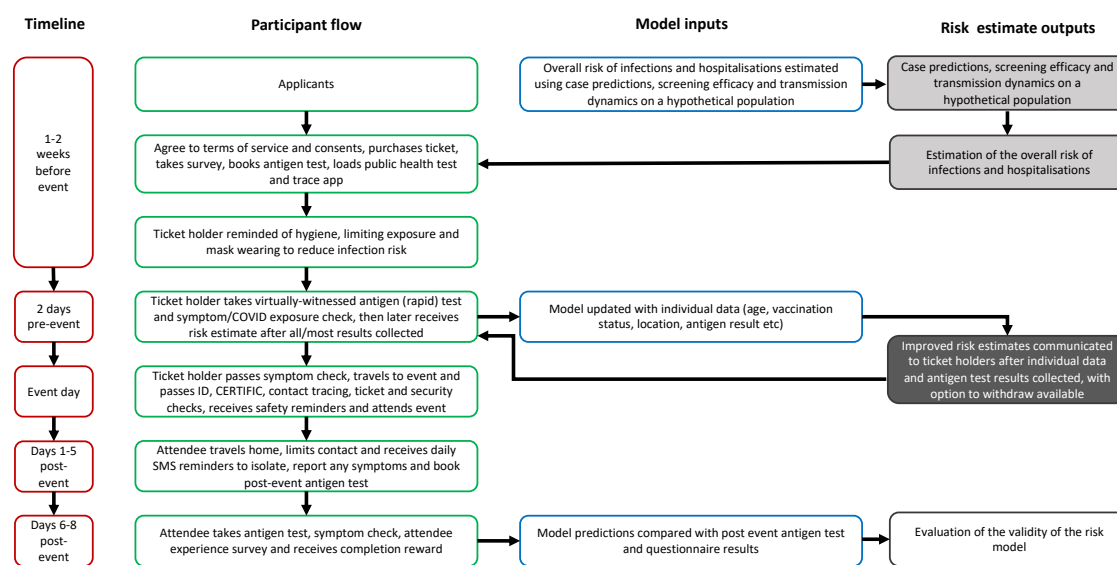 Timeline
Participant flow
Model inputs
Risk estimate outputs
1-2
weeks
before
event
Applicants
Overall risk of infections and hospitalisations estimated
using case predictions, screening efficacy and transmission
dynamics on a hypothetical population
Case predictions, screening efficacy and
transmission dynamics on a
hypothetical population
Agree to terms of service and consents, purchases ticket,
takes survey, books antigen test, loads public health test
and trace app
Estimation of the overall risk of
infections and hospitalisations
Ticket holder reminded of hygiene, limiting exposure and
mask wearing to reduce infection risk
2 days
pre-event
Ticket holder takes virtually-witnessed antigen (rapid) test
and symptom/COVID exposure check, then later receives
risk estimate after all/most results collected
Model updated with individual data (age, vaccination
status, location, antigen result etc)
Improved risk estimates communicated
to ticket holders after individual data
and antigen test results collected, with
option to withdraw available
Event day
Ticket holder passes symptom check, travels to event and
passes ID, CERTIFIC, contact tracing, ticket and security
checks, receives safety reminders and attends event
Days 1-5
post-
event
Attendee travels home, limits contact and receives daily
SMS reminders to isolate, report any symptoms and book
post-event antigen test
Days 6-8
post-
event
Attendee takes antigen test, symptom check, attendee
experience survey and receives completion reward
Model predictions compared with post event antigen test
and questionnaire results
Evaluation of the validity of the risk
model